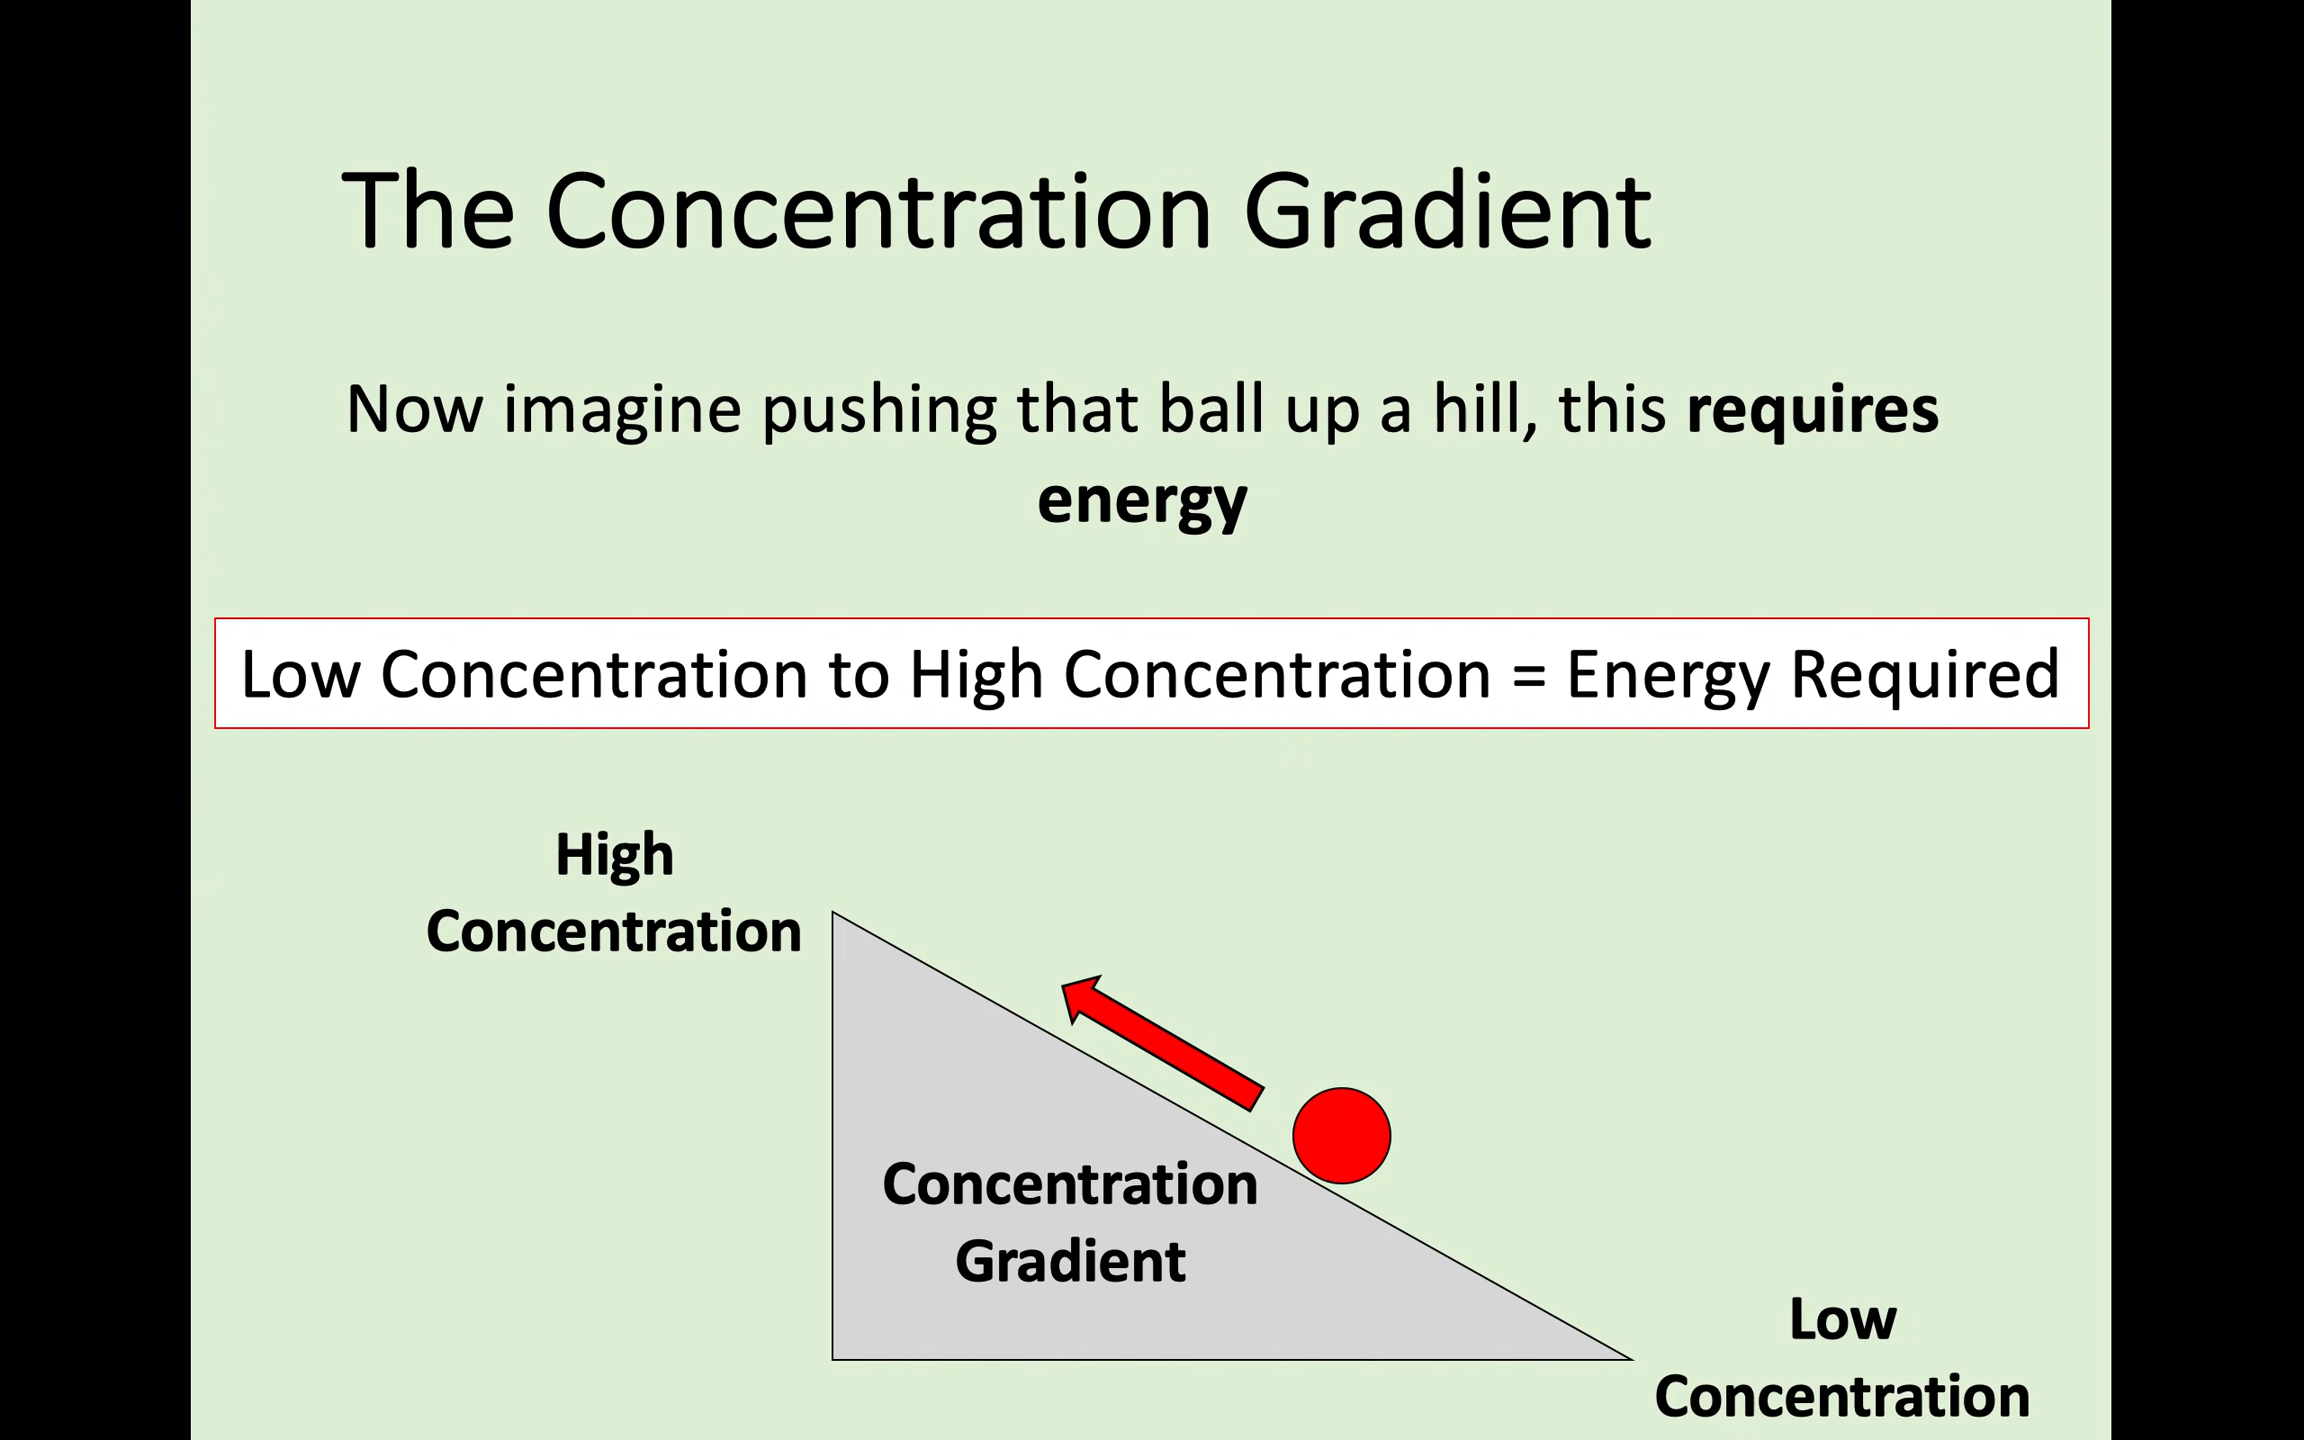 The Concentration Gradient
Now imagine pushing that ball up a hill, this requires
energy
Low Concentration to High Concentration = Energy Required
High
Concentration
Concentration
Gradient
Low
Concentration